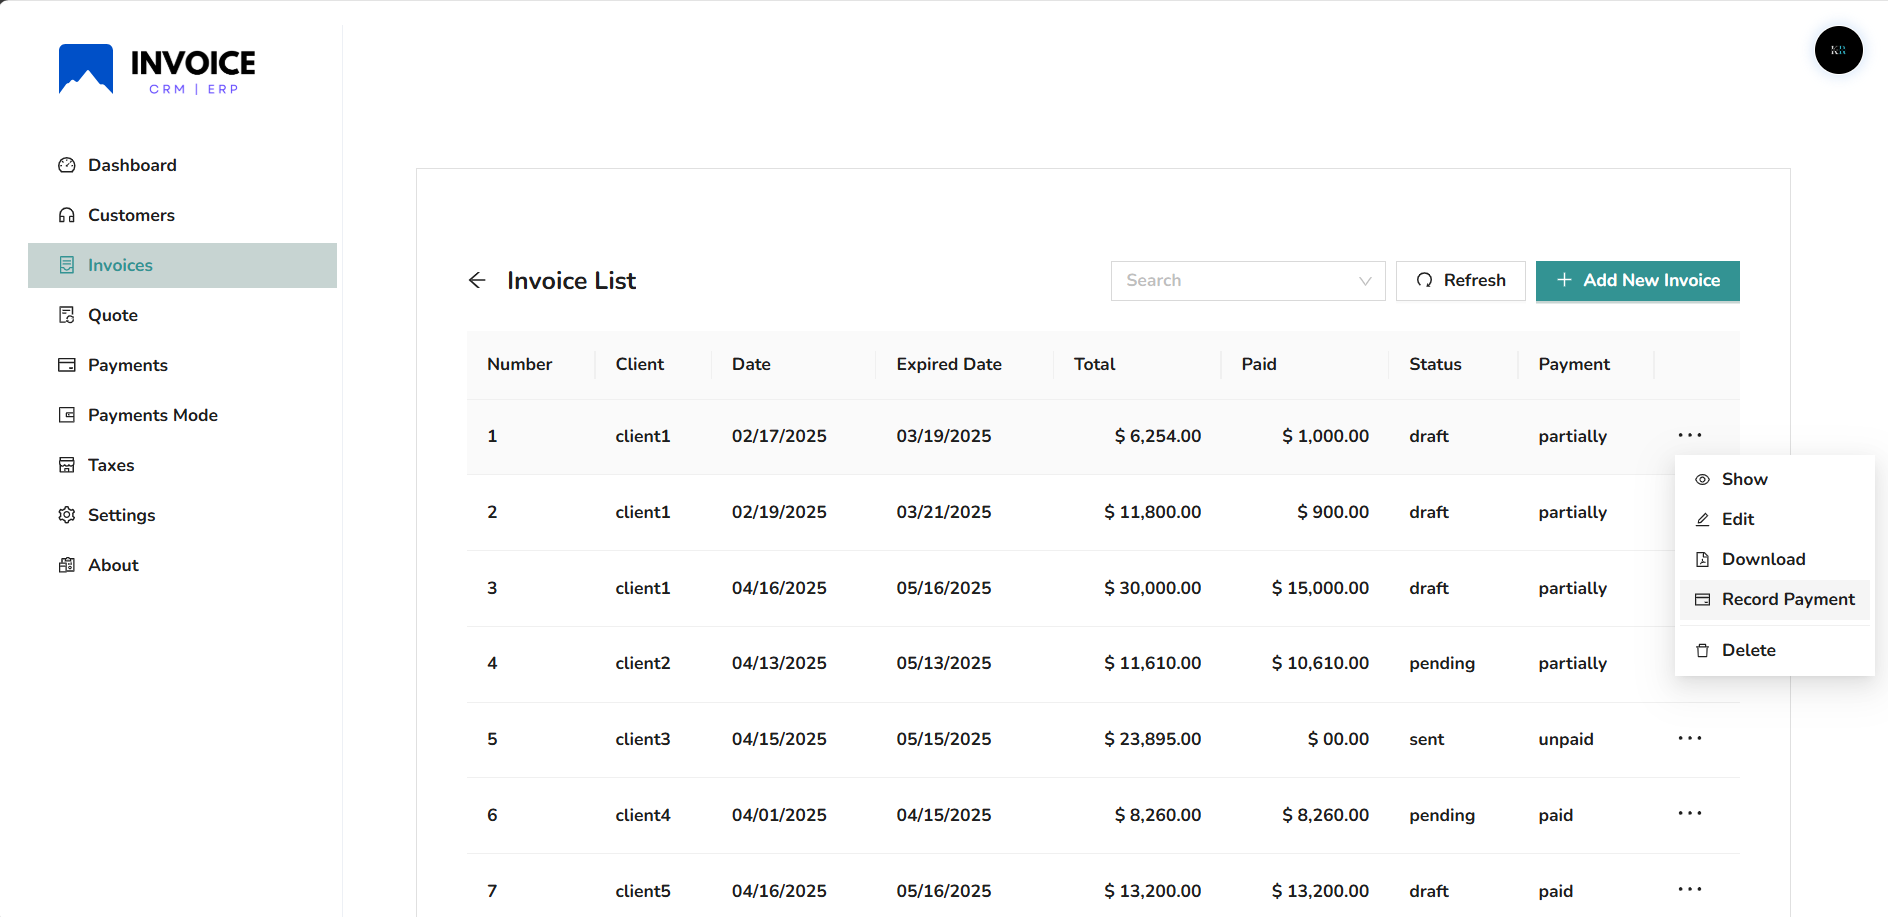 INVOICE
CRM | ERP
KR
Dashboard
Customers
Invoices
Quote
Payments
Payments Mode
Taxes
Settings
About
Invoice List
Search
Refresh
Add New Invoice
Number Client Date Expired Date Total Paid Status Payment
1 client1 02/17/2025 03/19/2025 $ 6,254.00 $ 1,000.00 draft partially ...
2 client1 02/19/2025 03/21/2025 $ 11,800.00 $ 900.00 draft partially
3 client1 04/16/2025 05/16/2025 $ 30,000.00 $ 15,000.00 draft partially
4 client2 04/13/2025 05/13/2025 $ 11,610.00 $ 10,610.00 pending partially
5 client3 04/15/2025 05/15/2025 $ 23,895.00 $ 00.00 sent unpaid ...
6 client4 04/01/2025 04/15/2025 $ 8,260.00 $ 8,260.00 pending paid ...
7 client5 04/16/2025 05/16/2025 $ 13,200.00 $ 13,200.00 draft paid ...
Show
Edit
Download
Record Payment
Delete